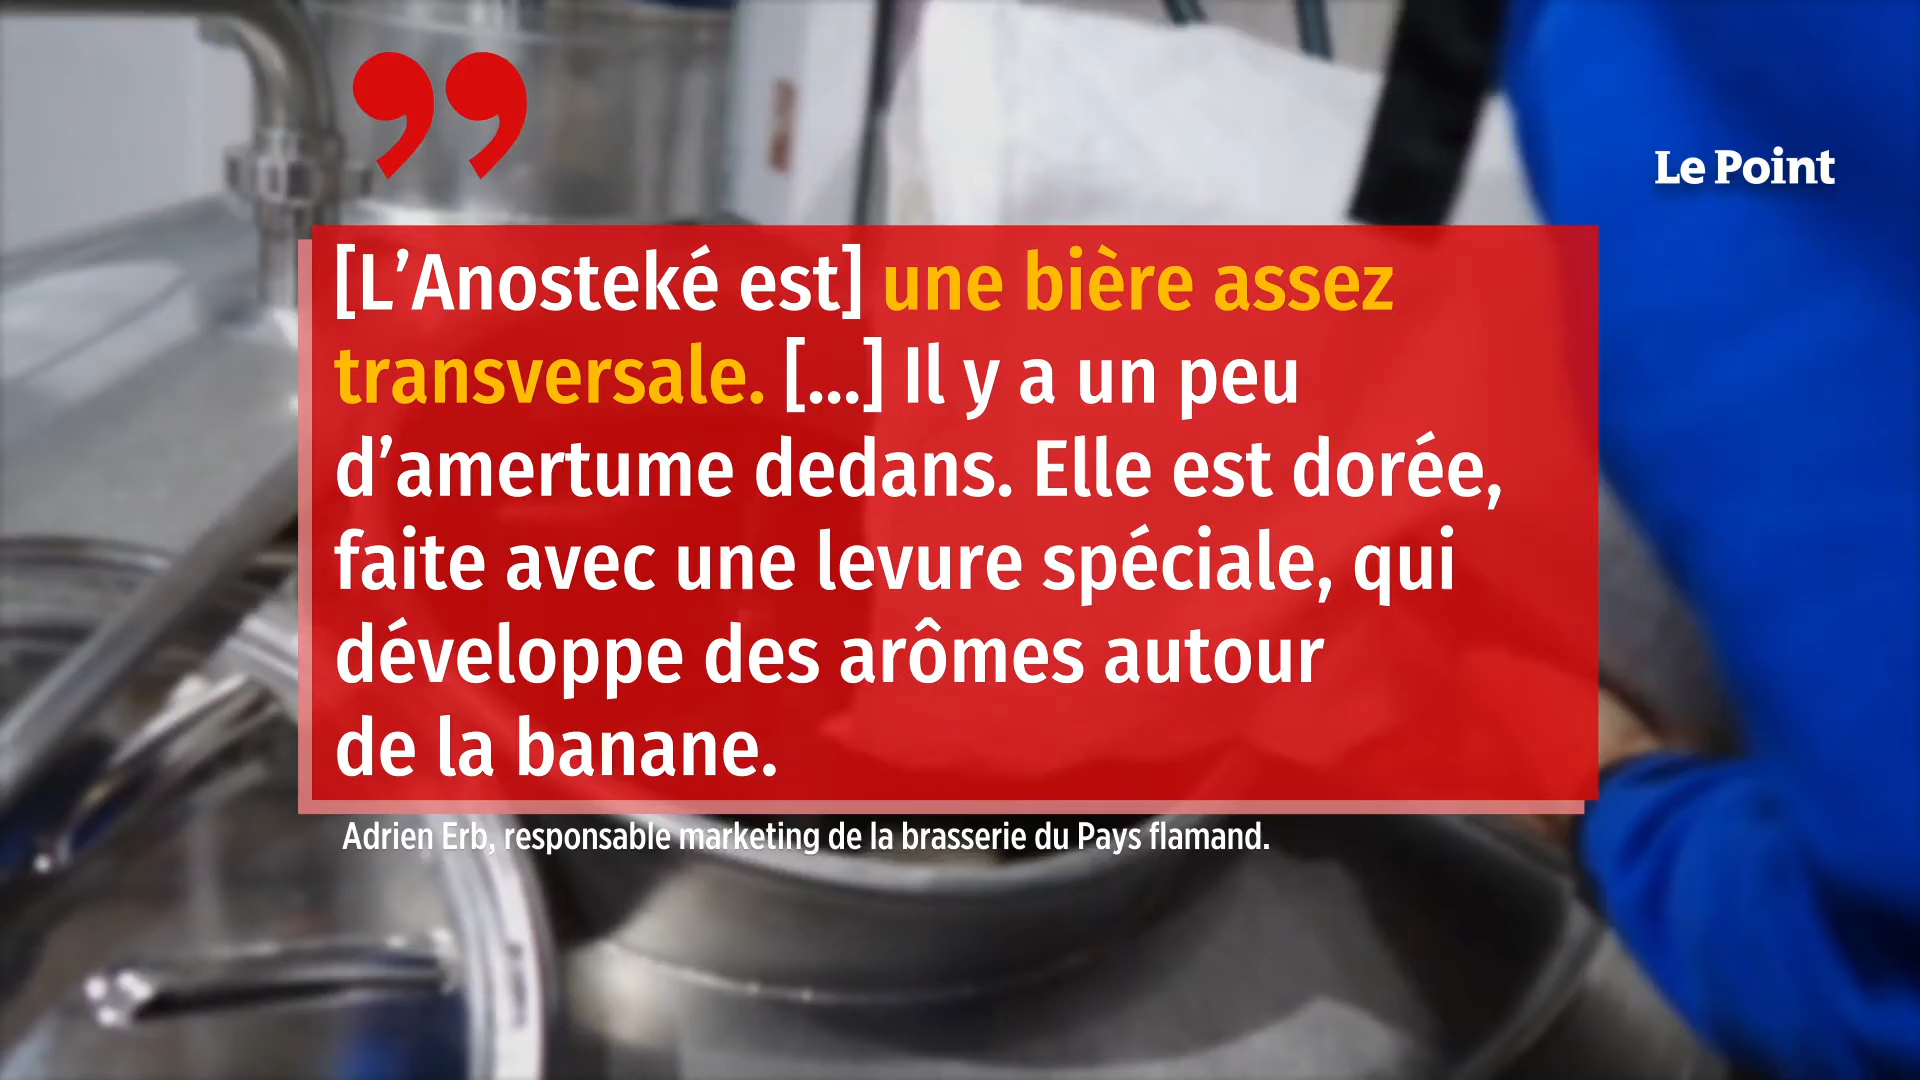 ”
Le Point
[L’Anosteké est] une bière assez
transversale. [...] Il y a un peu
d’amertume dedans. Elle est dorée,
faite avec une levure spéciale, qui
développe des arômes autour
de la banane.
Adrien Erb, responsable marketing de la brasserie du Pays flamand.